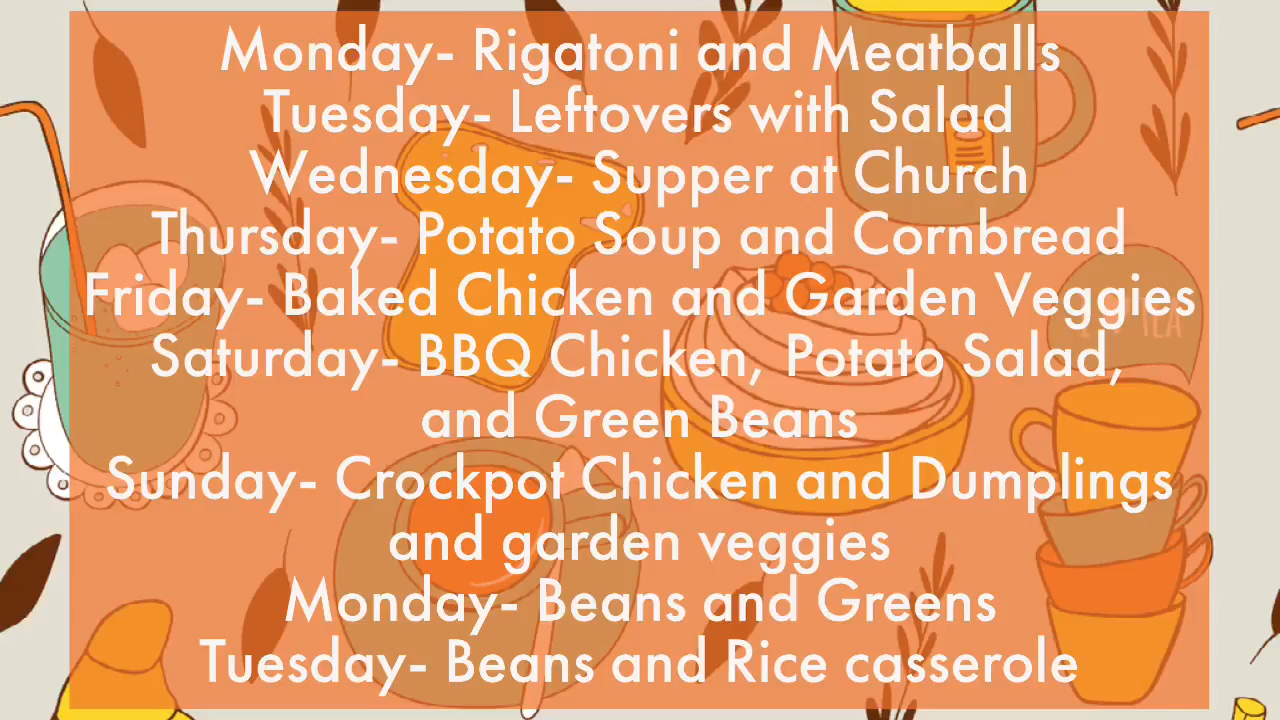 Monday- Rigatoni and Meatballs
Tuesday- Leftovers with Salad
Wednesday- Supper at Church
Thursday- Potato Soup and Cornbread
Friday- Baked Chicken and Garden Veggies
Saturday- BBQ Chicken, Potato Salad,
and Green Beans
Sunday- Crockpot Chicken and Dumplings
and garden veggies
Monday- Beans and Greens
Tuesday- Beans and Rice casserole
TEA